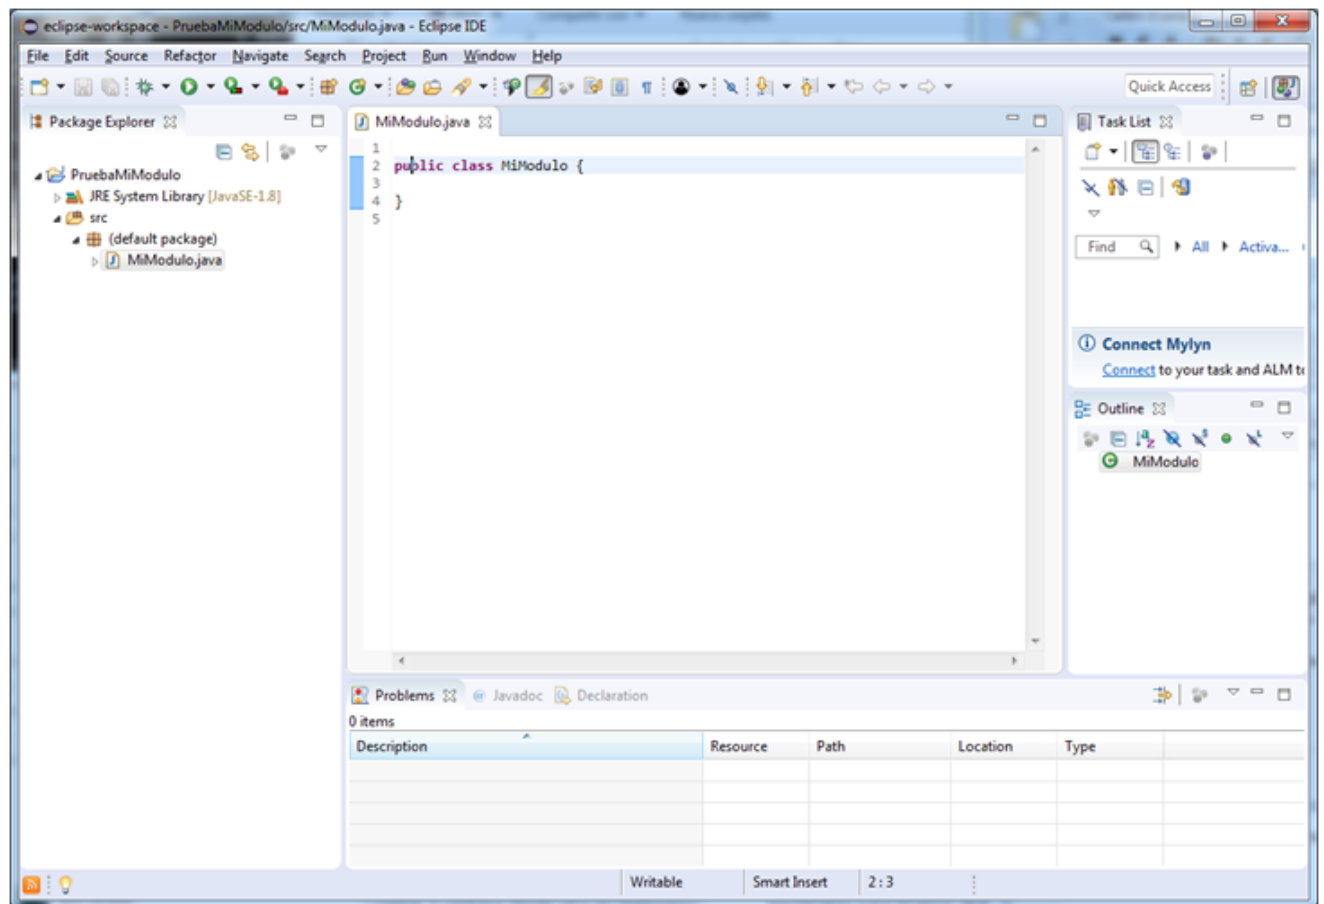 eclipse-workspace - PruebaMiModulo/src/MiModulo.java - Eclipse IDE
File Edit Source Refactor Navigate Search Project Run Window Help
Quick Access
Package Explorer
PruebaMiModulo
JRE System Library [JavaSE-1.8]
src
(default package)
MiModulo.java
MiModulo.java
1
2 public class MiModulo {
3
4 }
5
Task List
Find All Activa...
Connect Mylyn
Connect to your task and ALM to
Outline
MiModulo
Problems Javadoc Declaration
0 items
Description Resource Path Location Type
Writable Smart Insert 2 : 3